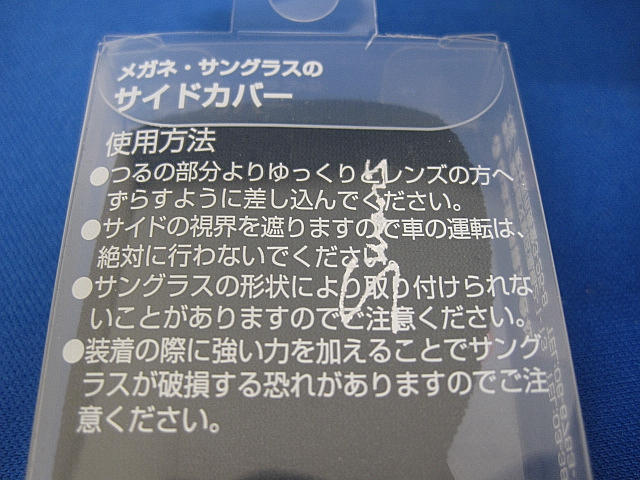 メガネ・サングラスの
サイドカバー
使用方法
●つるの部分よりゆっくりとレンズの方へ
ずらすように差し込んでください。
●サイドの視界を遮りますので車の運転は、
絶対に行わないでください。
●サングラスの形状により取り付けられな
いことがありますのでご注意ください。
●装着の際に強い力を加えることでサング
ラスが破損する恐れがありますのでご注
意ください。